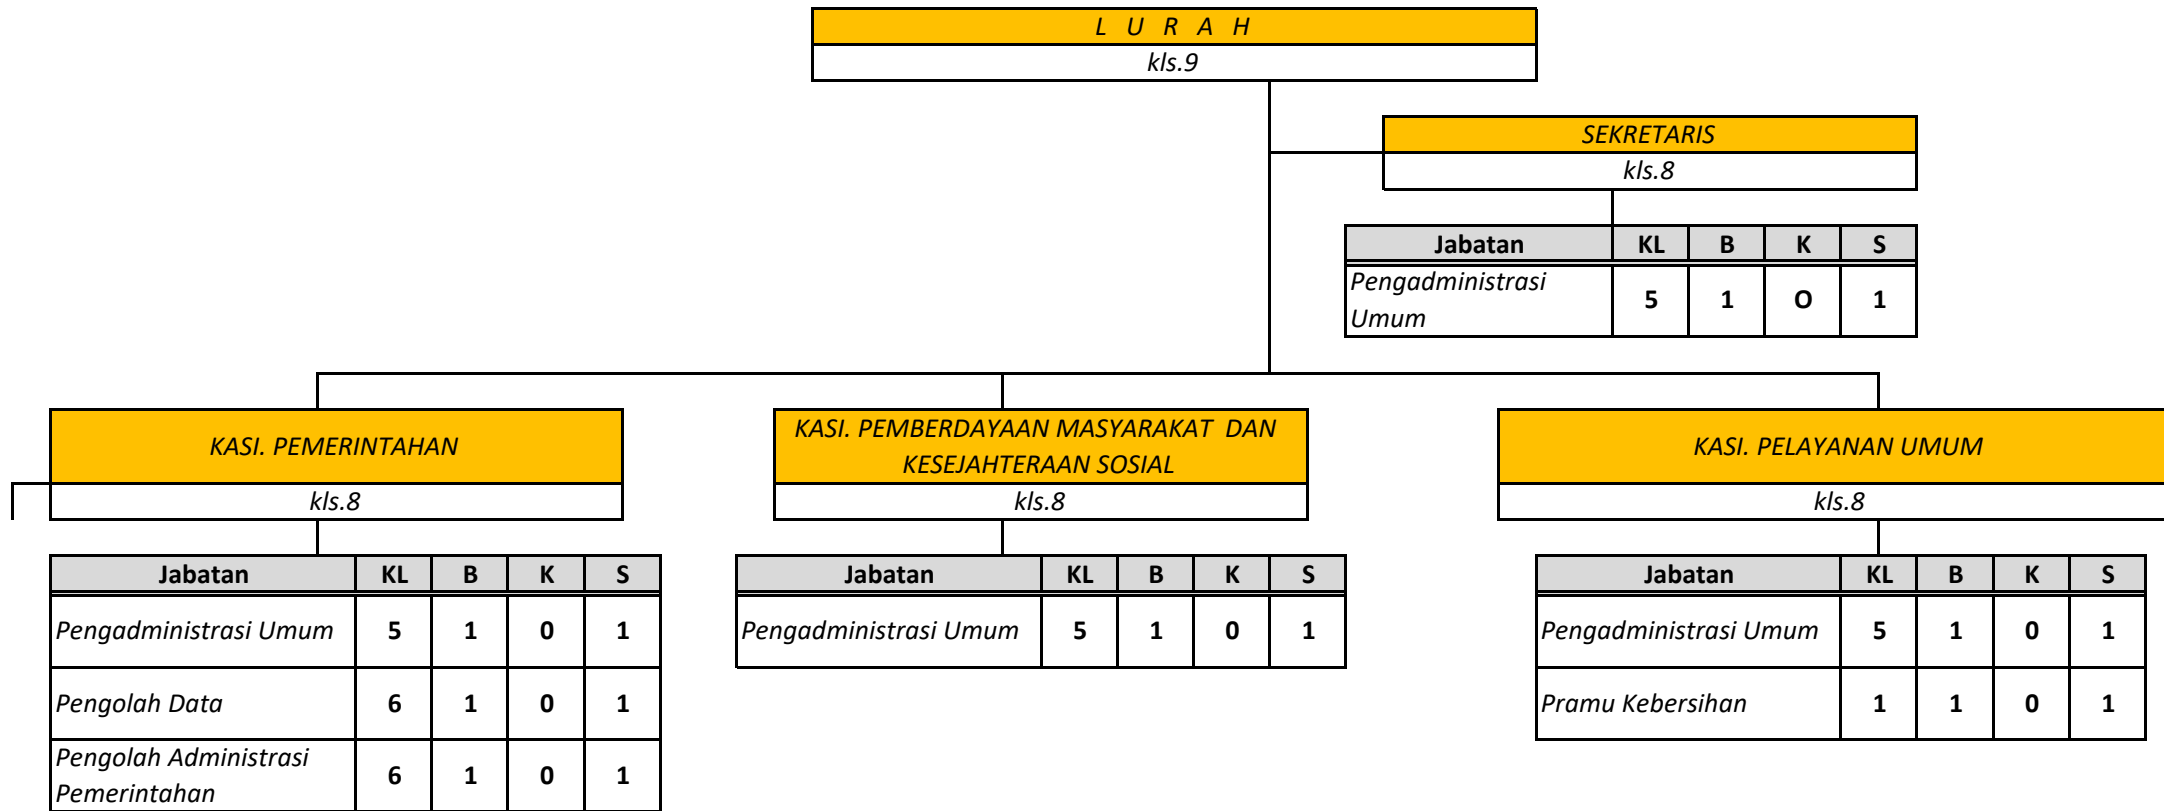 L U R A H
kls.9
SEKRETARIS
kls.8
Jabatan KL B K S
Pengadministrasi
Umum 5 1 O 1
KASI. PEMERINTAHAN
kls.8
Jabatan KL B K S
Pengadministrasi Umum 5 1 0 1
Pengolah Data 6 1 0 1
Pengolah Administrasi
Pemerintahan 6 1 0 1
KASI. PEMBERDAYAAN MASYARAKAT DAN
KESEJAHTERAAN SOSIAL
kls.8
Jabatan KL B K S
Pengadministrasi Umum 5 1 0 1
KASI. PELAYANAN UMUM
kls.8
Jabatan KL B K S
Pengadministrasi Umum 5 1 0 1
Pramu Kebersihan 1 1 0 1